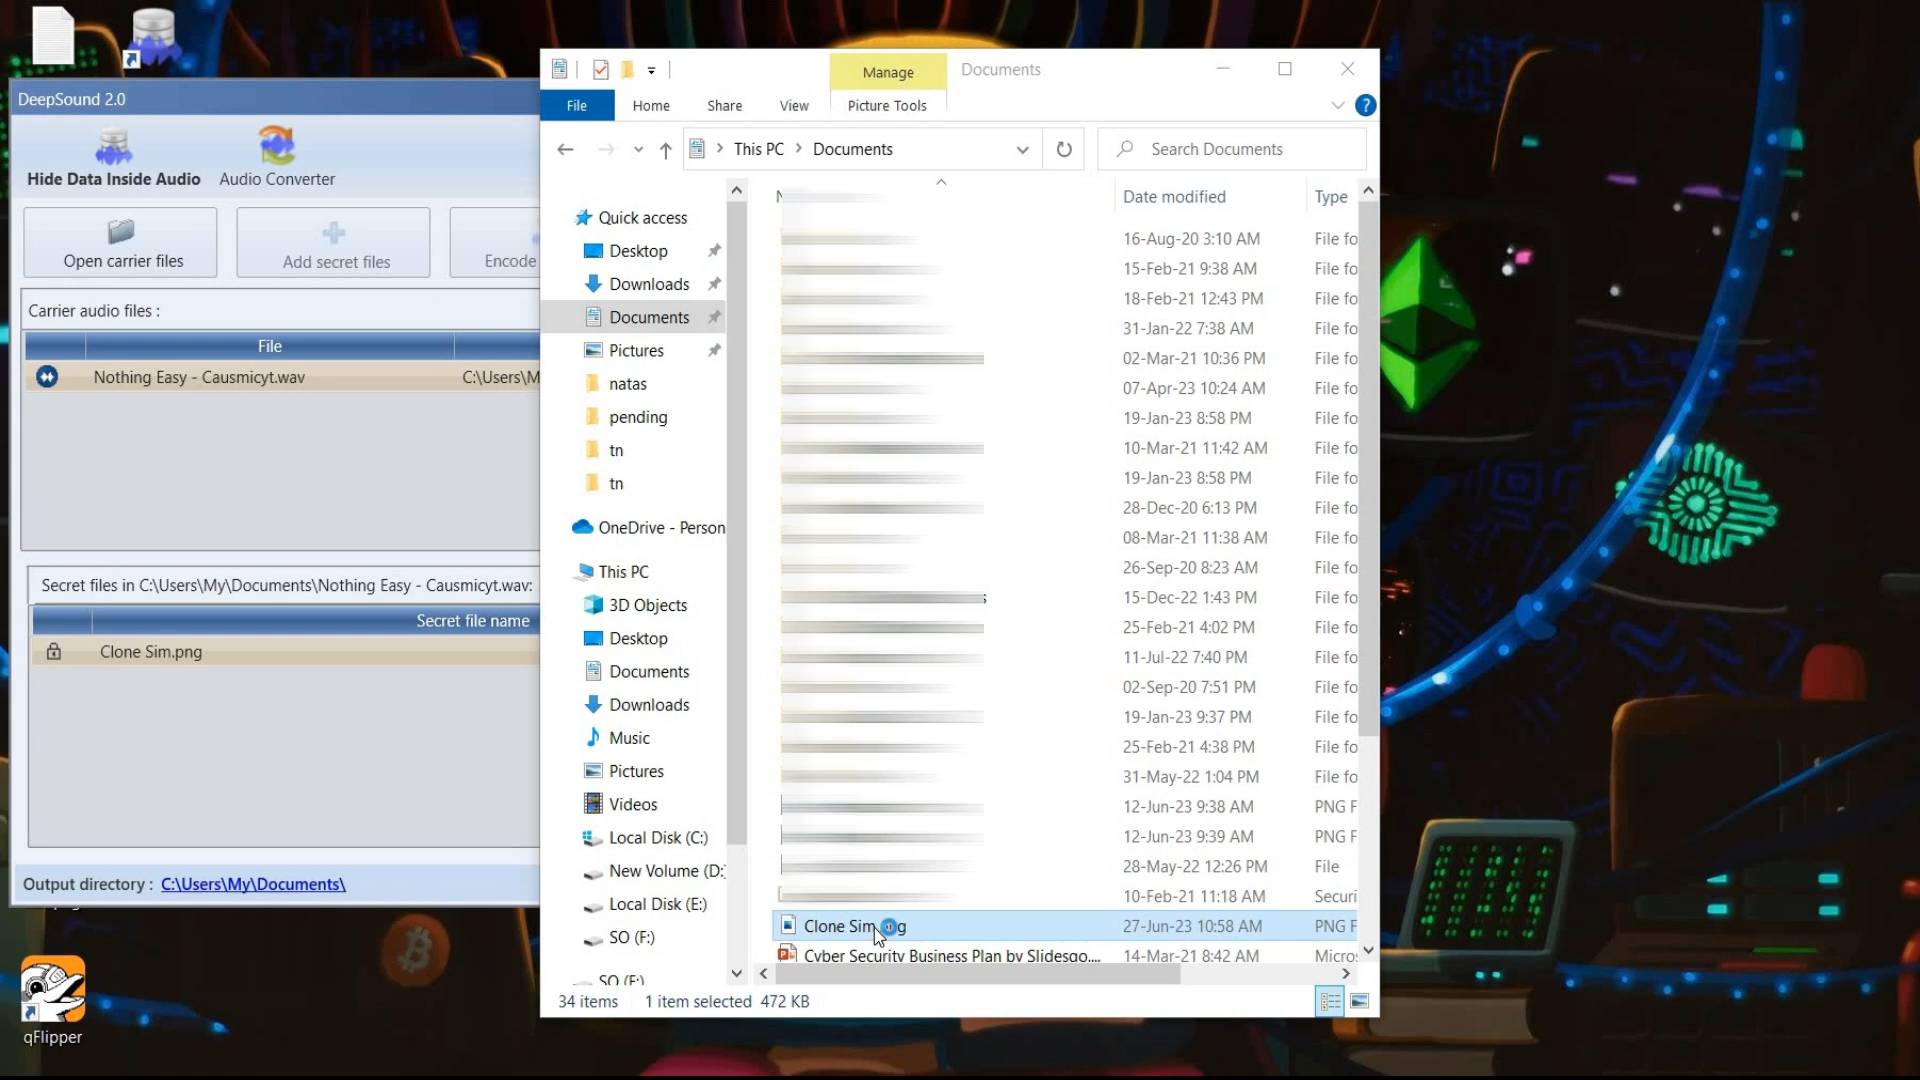 DeepSound 2.0
Hide Data Inside Audio
Audio Converter
Open carrier files
Add secret files
Encode
Carrier audio files :
File
Nothing Easy - Causmicyt.wav
C:\Users\M
Secret files in C:\Users\My\Documents\Nothing Easy - Causmicyt.wav:
Secret file name
Clone Sim.png
Output directory :
C:\Users\My\Documents\
qFlipper
Manage
Documents
File
Home
Share
View
Picture Tools
This PC
Documents
Search Documents
Quick access
Desktop
Downloads
Documents
Pictures
natas
pending
tn
tn
OneDrive - Person
This PC
3D Objects
Desktop
Documents
Downloads
Music
Pictures
Videos
Local Disk (C:)
New Volume (D:
Local Disk (E:)
SO (F:)
SO (F:)
Date modified
Type
16-Aug-20 3:10 AM
File fo
15-Feb-21 9:38 AM
File fo
18-Feb-21 12:43 PM
File fo
31-Jan-22 7:38 AM
File fo
02-Mar-21 10:36 PM
File fo
07-Apr-23 10:24 AM
File fo
19-Jan-23 8:58 PM
File fo
10-Mar-21 11:42 AM
File fo
19-Jan-23 8:58 PM
File fo
28-Dec-20 6:13 PM
File fo
08-Mar-21 11:38 AM
File fo
26-Sep-20 8:23 AM
File fo
15-Dec-22 1:43 PM
File fo
25-Feb-21 4:02 PM
File fo
11-Jul-22 7:40 PM
File fo
02-Sep-20 7:51 PM
File fo
19-Jan-23 9:37 PM
File fo
25-Feb-21 4:38 PM
File fo
31-May-22 1:04 PM
File fo
12-Jun-23 9:38 AM
PNG F
12-Jun-23 9:39 AM
PNG F
28-May-22 12:26 PM
File
10-Feb-21 11:18 AM
Securi
Clone Sim
27-Jun-23 10:58 AM
PNG F
Cyber Security Business Plan by Slidesgo....
14-Mar-21 8:42 AM
Micros
34 items
1 item selected 472 KB